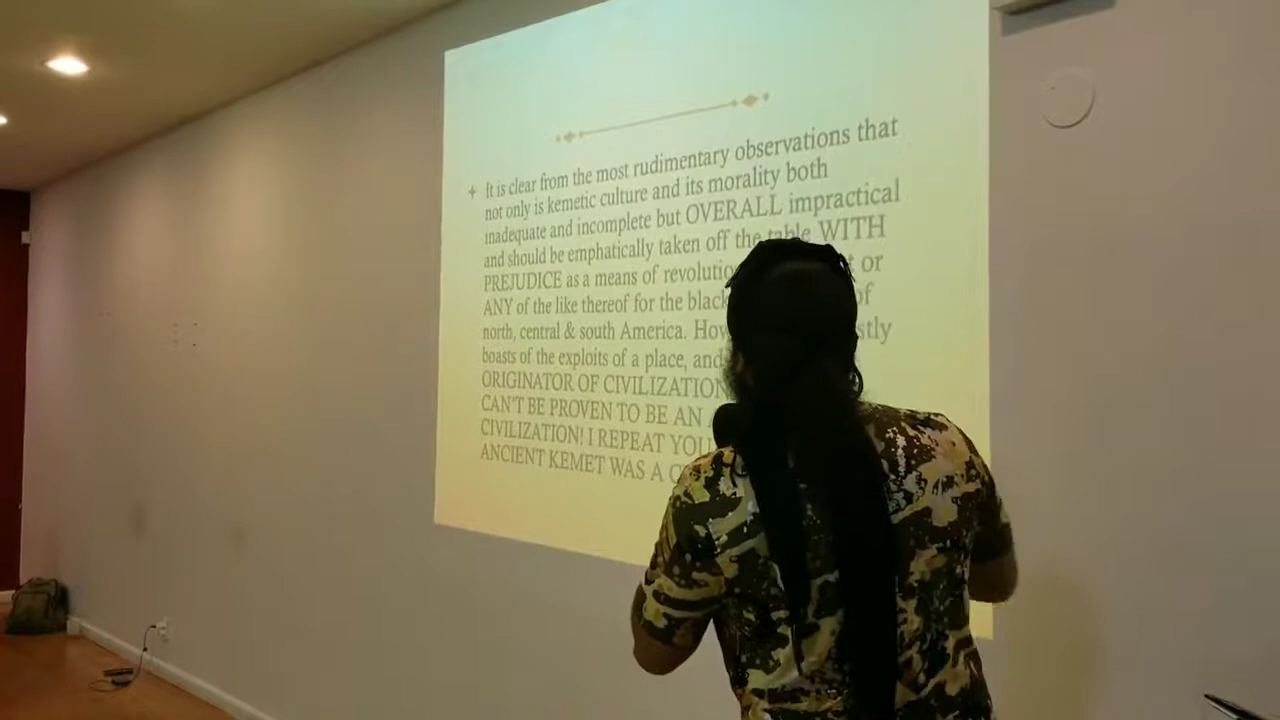 It is clear from the most rudimentary observations that
not only is kemetic culture and its morality both
inadequate and incomplete but OVERALL impractical
and should be emphatically taken off the table WITH
PREJUDICE as a means of or
ANY of the like thereof for the black of
north, central & south America.
boasts of the exploits of a place, and
ORIGINATOR OF CIVILIZATION
CAN'T BE PROVEN TO BE AN
CIVILIZATION! I REPEAT YOU
ANCIENT KEMET WAS A